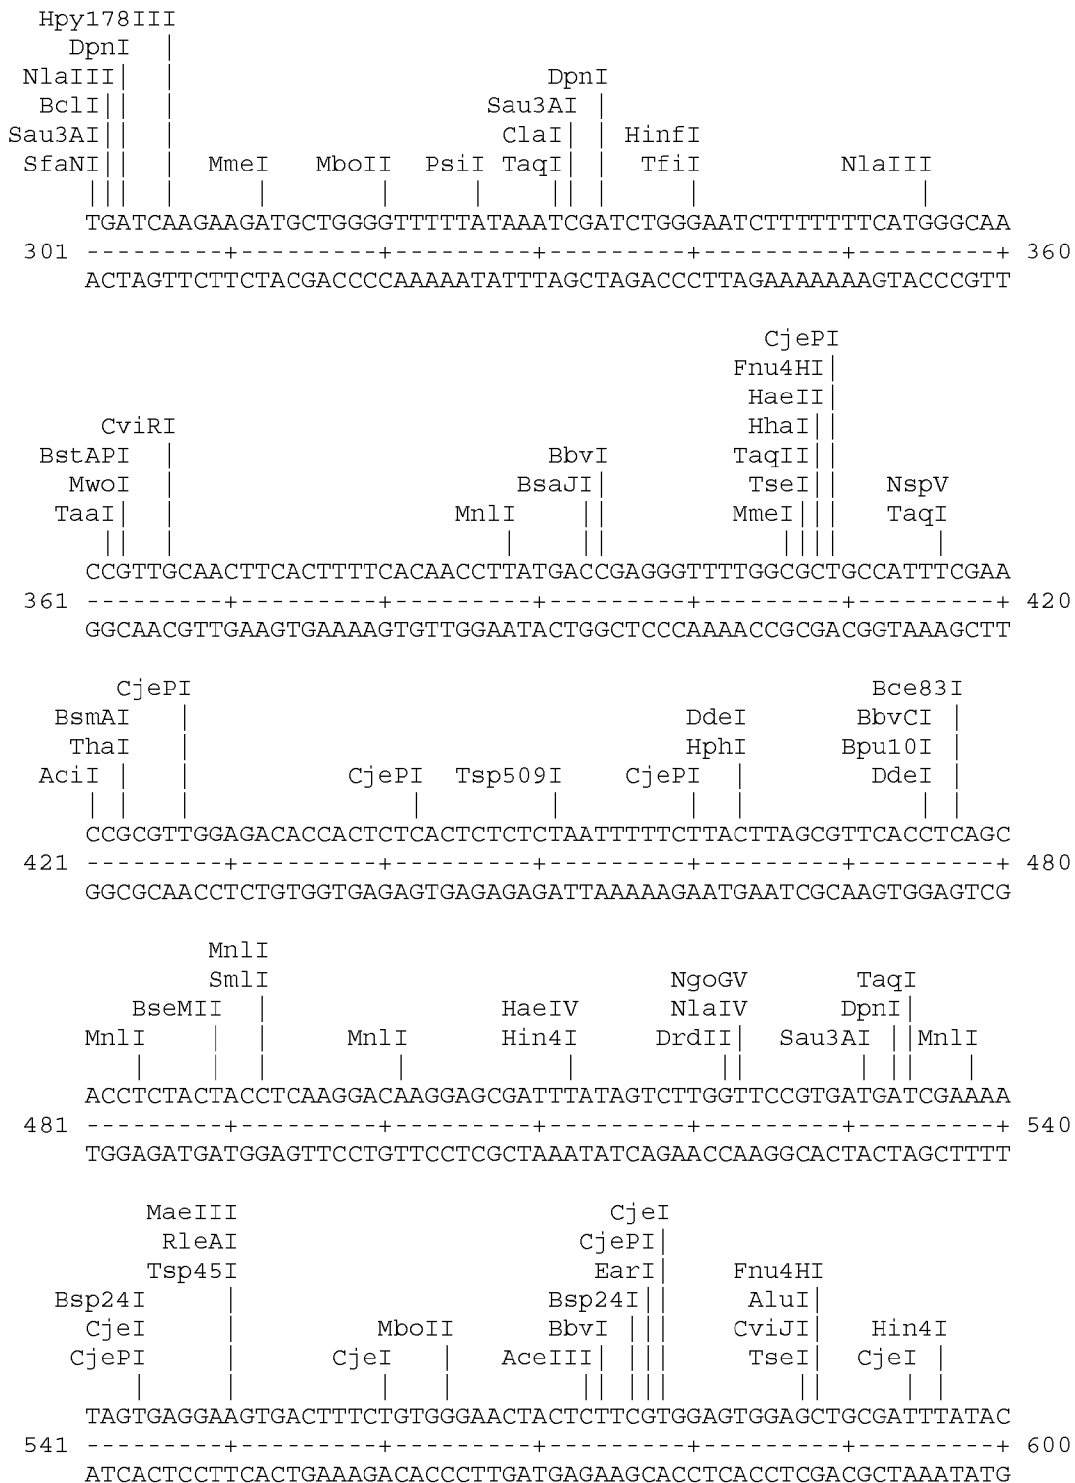 Hpy178III
DpnI |
NlaIII| |
BclI|| | DpnI
Sau3AI|| | Sau3AI |
SfaNI|| | ClaI| | HinfI
MmeI MboII PsiI TaqI| | TfiI NlaIII
|||  |     |       |     |    || |     |              |
TGATCAAGAAGATGCTGGGGTTTTTATAAATCGATCTGGGAATCTTTTTTTCATGGGCAA
301 ---------+---------+---------+---------+---------+---------+ 360
ACTAGTTCTTCTACGACCCCAAAAATATTTAGCTAGACCCTTAGAAAAAAAGTACCCGTT
CjePI
Fnu4HI|
HaeII|
CviRI HhaI||
BstAPI | BbvI TaqII||
MwoI | BsaJI| TseI|| NspV
TaaI| | MnlI || MmeI||| TaqI
|| | | || |||| |
CCGTTGCAACTTCACTTTTCACAACCTTATGACCGAGGGTTTTGGCGCTGCCATTTCGAA
361 ---------+---------+---------+---------+---------+---------+ 420
GGCAACGTTGAAGTGAAAAGTGTTGGAATACTGGCTCCCAAAACCGCGACGGTAAAGCTT
CjePI Bce83I
BsmAI | DdeI BbvCI |
ThaI | HphI Bpu10I |
AciI | | CjePI Tsp509I CjePI | DdeI |
| | | | | | | | |
CCGCGTTGGAGACACCACTCTCACTCTCTCTAATTTTTCTTACTTAGCGTTCACCTCAGC
421 ---------+---------+---------+---------+---------+---------+ 480
GGCGCAACCTCTGTGGTGAGAGTGAGAGAGATTAAAAAGAATGAATCGCAAGTGGAGTCG
MnlI
SmlI NgoGV TaqI
BseMII | HaeIV NlaIV DpnI|
MnlI | | MnlI Hin4I DrdII| Sau3AI ||MnlI
| | | | | || | || |
ACCTCTACTACCTCAAGGACAAGGAGCGATTTATAGTCTTGGTTCCGTGATGATCGAAAA
481 ---------+---------+---------+---------+---------+---------+ 540
TGGAGATGATGGAGTTCCTGTTCCTCGCTAAATATCAGAACCAAGGCACTACTAGCTTTT
MaeIII CjeI
RleAI CjePI|
Tsp45I EarI| Fnu4HI
Bsp24I | Bsp24I|| AluI|
CjeI | MboII BbvI ||| CviJI| Hin4I
CjePI | CjeI | AceIII| ||| TseI| CjeI |
| | | | || ||| || | |
TAGTGAGGAAGTGACTTTCTGTGGGAACTACTCTTCGTGGAGTGGAGCTGCGATTTATAC
541 ---------+---------+---------+---------+---------+---------+ 600
ATCACTCCTTCACTGAAAGACACCCTTGATGAGAAGCACCTCACCTCGACGCTAAATATG